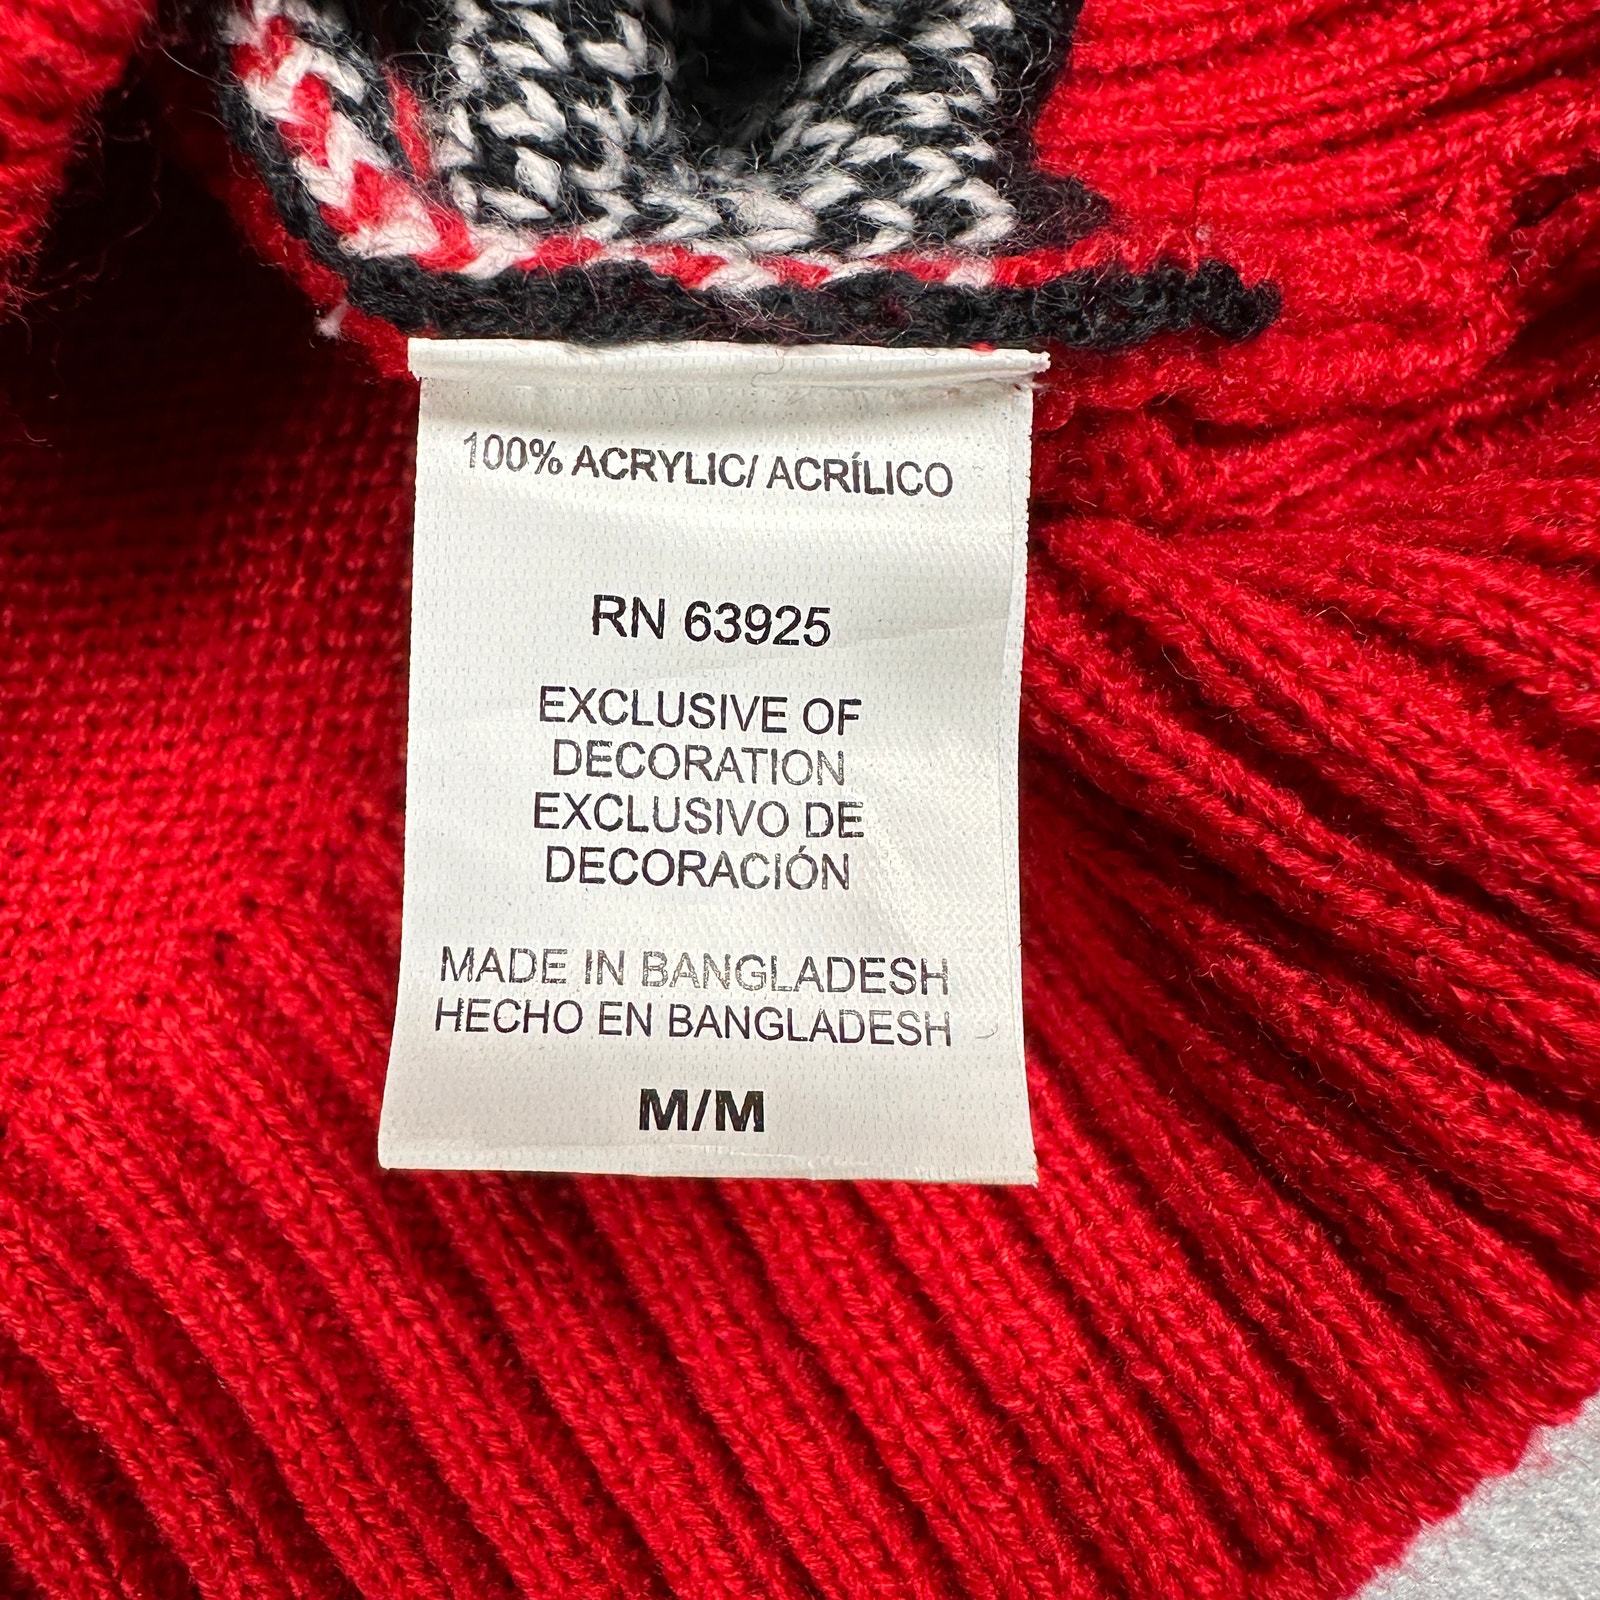 100% ACRYLIC/ ACRÍLICO
RN 63925
EXCLUSIVE OF
DECORATION
EXCLUSIVO DE
DECORACIÓN
MADE IN BANGLADESH
HECHO EN BANGLADESH
M/M